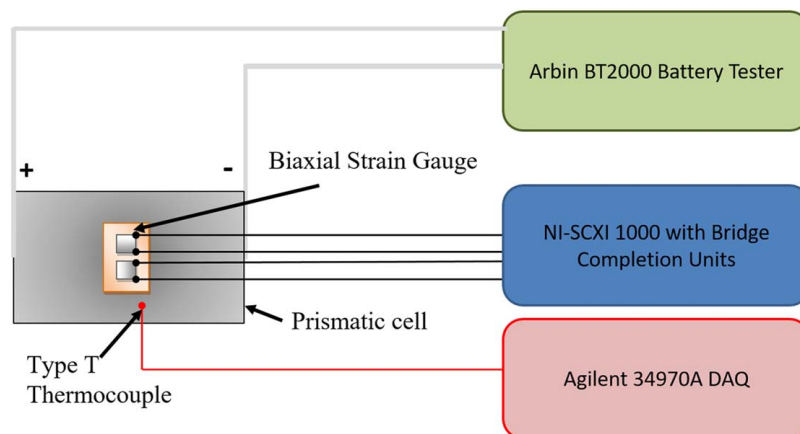 Arbin BT2000 Battery Tester
+
-
Biaxial Strain Gauge
NI-SCXI 1000 with Bridge
Completion Units
Prismatic cell
Type T
Thermocouple
Agilent 34970A DAQ